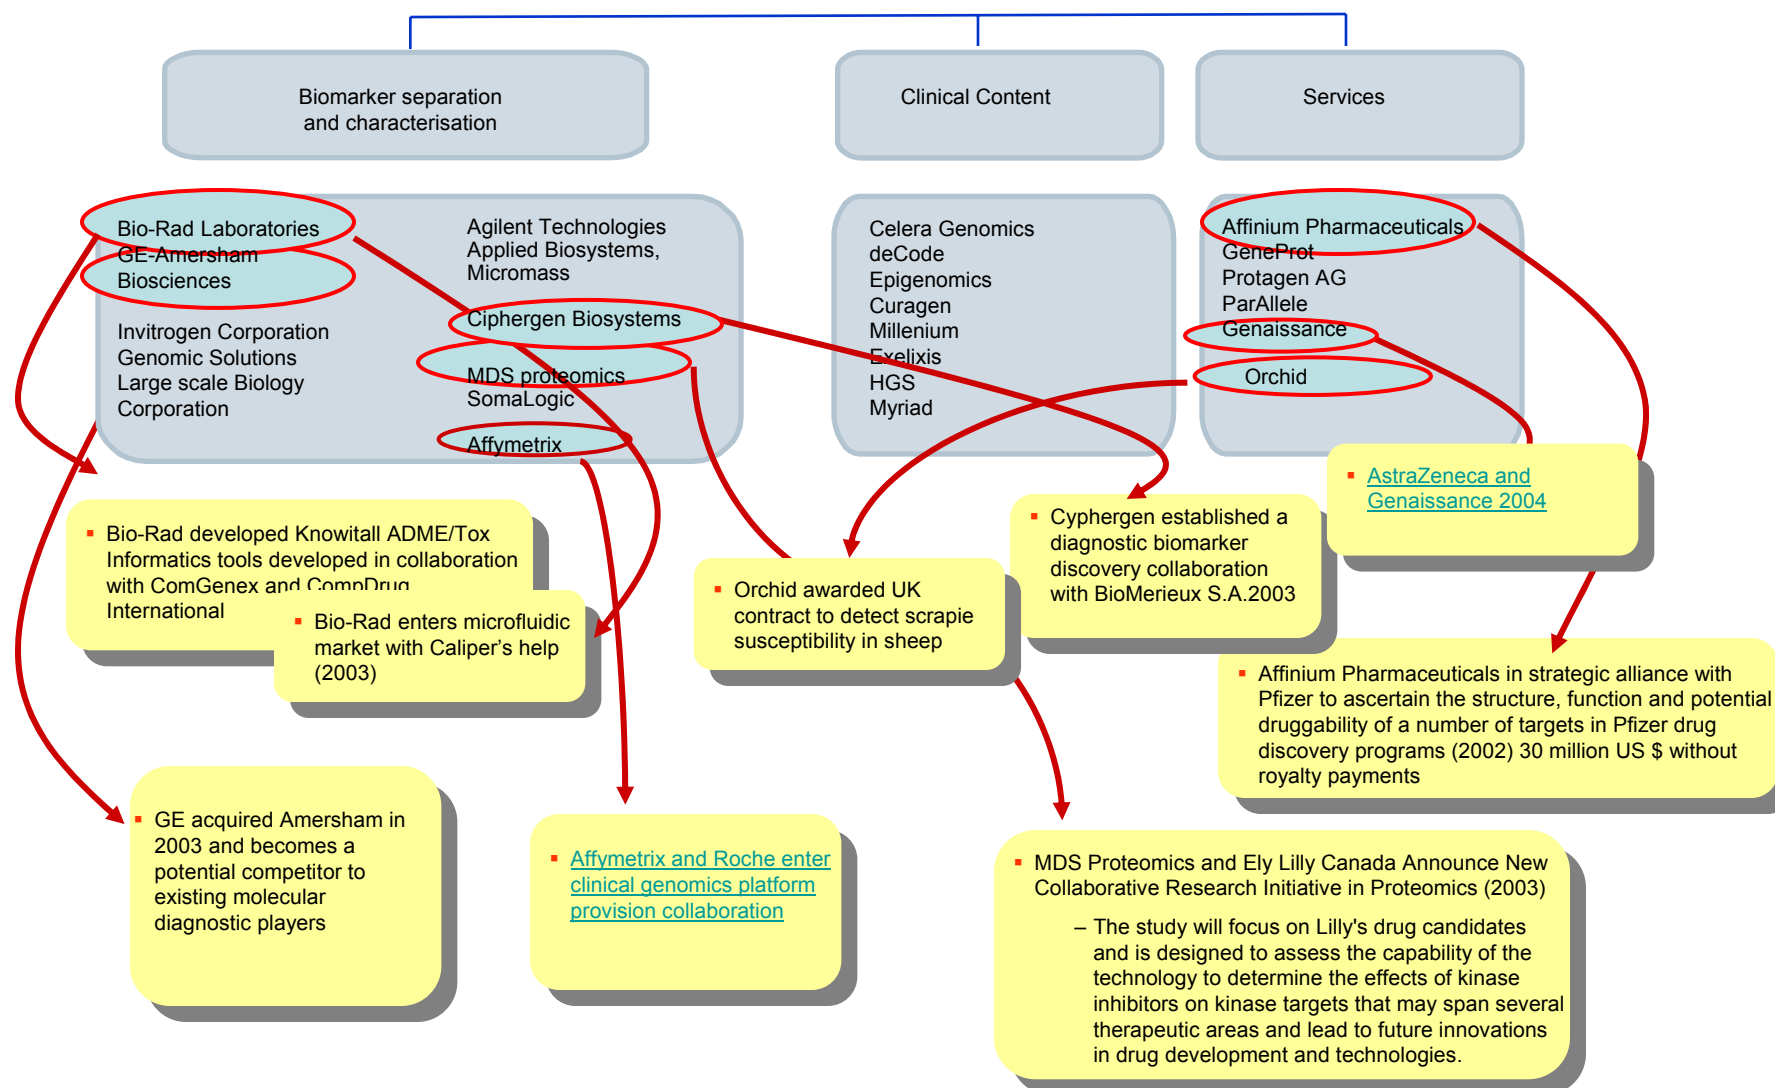 Biomarker separation
and characterisation
Clinical Content
Services
Bio-Rad Laboratories
GE-Amersham
Biosciences
Invitrogen Corporation
Genomic Solutions
Large scale Biology
Corporation
Agilent Technologies
Applied Biosystems,
Micromass
Ciphergen Biosystems
MDS proteomics
SomaLogic
Affymetrix
Celera Genomics
deCode
Epigenomics
Curagen
Millenium
Exelixis
HGS
Myriad
Affinium Pharmaceuticals
GeneProt
Protagen AG
ParAllele
Genaissance
Orchid
▪ AstraZeneca and
Genaissance 2004
▪ Bio-Rad developed Knowitall ADME/Tox
Informatics tools developed in collaboration
with ComGenex and CompDrug
International
▪ Bio-Rad enters microfluidic
market with Caliper's help
(2003)
▪ Orchid awarded UK
contract to detect scrapie
susceptibility in sheep
▪ Cyphergen established a
diagnostic biomarker
discovery collaboration
with BioMerieux S.A.2003
▪ Affinium Pharmaceuticals in strategic alliance with
Pfizer to ascertain the structure, function and potential
druggability of a number of targets in Pfizer drug
discovery programs (2002) 30 million US $ without
royalty payments
▪ GE acquired Amersham in
2003 and becomes a
potential competitor to
existing molecular
diagnostic players
▪ Affymetrix and Roche enter
clinical genomics platform
provision collaboration
▪ MDS Proteomics and Ely Lilly Canada Announce New
Collaborative Research Initiative in Proteomics (2003)
– The study will focus on Lilly's drug candidates
and is designed to assess the capability of the
technology to determine the effects of kinase
inhibitors on kinase targets that may span several
therapeutic areas and lead to future innovations
in drug development and technologies.